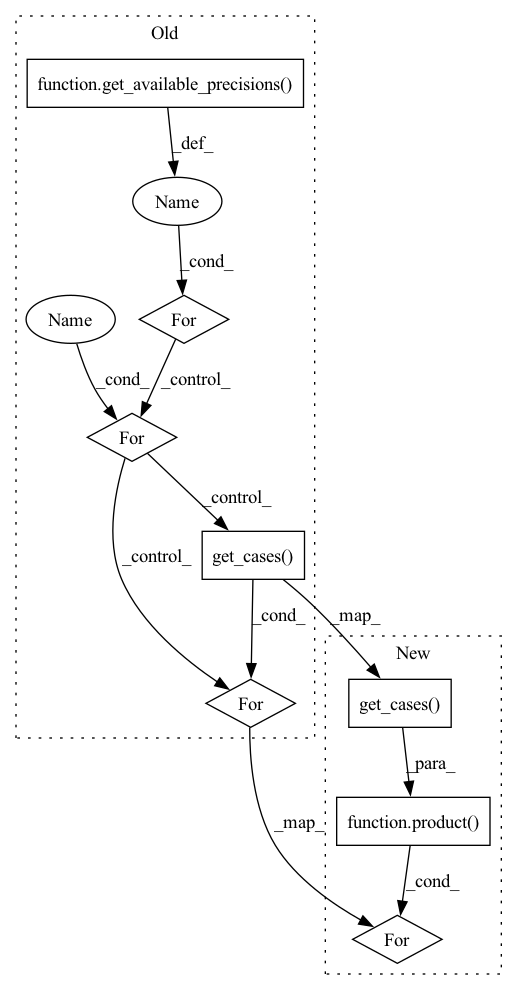 Old
function.get_available_precisions()
_def_
Name
_cond_
Name
For
_cond_
_control_
For
_control_
_control_
get_cases()
_cond_
_map_
New
For
get_cases()
_para_
_map_
function.product()
_cond_
For